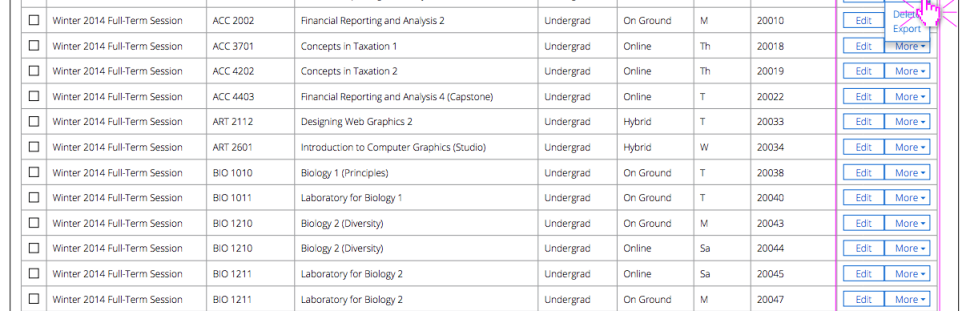 Winter 2014 Full-Term Session ACC 2002 Financial Reporting and Analysis 2 Undergrad On Ground M 20010 Edit Delete
Export
Winter 2014 Full-Term Session ACC 3701 Concepts in Taxation 1 Undergrad Online Th 20018 Edit More
Winter 2014 Full-Term Session ACC 4202 Concepts in Taxation 2 Undergrad Online Th 20019 Edit More
Winter 2014 Full-Term Session ACC 4403 Financial Reporting and Analysis 4 (Capstone) Undergrad Online T 20022 Edit More
Winter 2014 Full-Term Session ART 2112 Designing Web Graphics 2 Undergrad Hybrid T 20033 Edit More
Winter 2014 Full-Term Session ART 2601 Introduction to Computer Graphics (Studio) Undergrad Hybrid W 20034 Edit More
Winter 2014 Full-Term Session BIO 1010 Biology 1 (Principles) Undergrad On Ground T 20038 Edit More
Winter 2014 Full-Term Session BIO 1011 Laboratory for Biology 1 Undergrad On Ground T 20040 Edit More
Winter 2014 Full-Term Session BIO 1210 Biology 2 (Diversity) Undergrad On Ground M 20043 Edit More
Winter 2014 Full-Term Session BIO 1210 Biology 2 (Diversity) Undergrad Online Sa 20044 Edit More
Winter 2014 Full-Term Session BIO 1211 Laboratory for Biology 2 Undergrad Online Sa 20045 Edit More
Winter 2014 Full-Term Session BIO 1211 Laboratory for Biology 2 Undergrad On Ground M 20047 Edit More